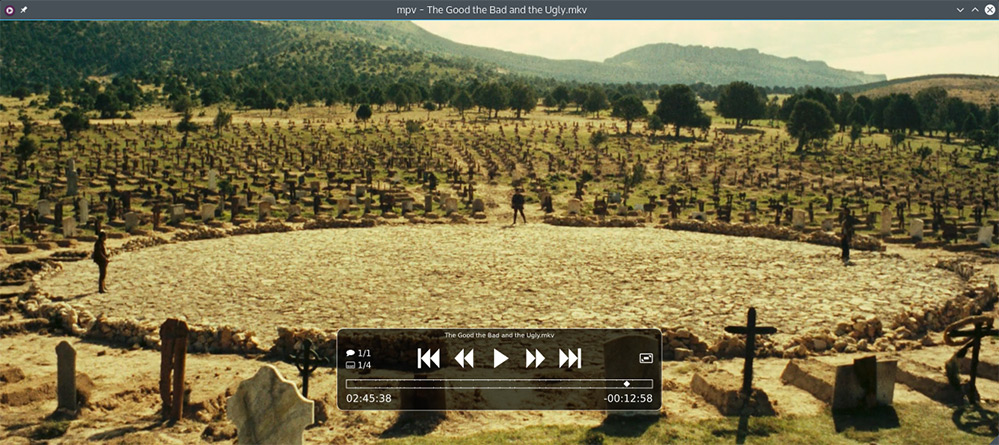 mpv – The Good the Bad and the Ugly.mkv
The Good the Bad and the Ugly.mkv
1/1
1/4
02:45:38
-00:12:58